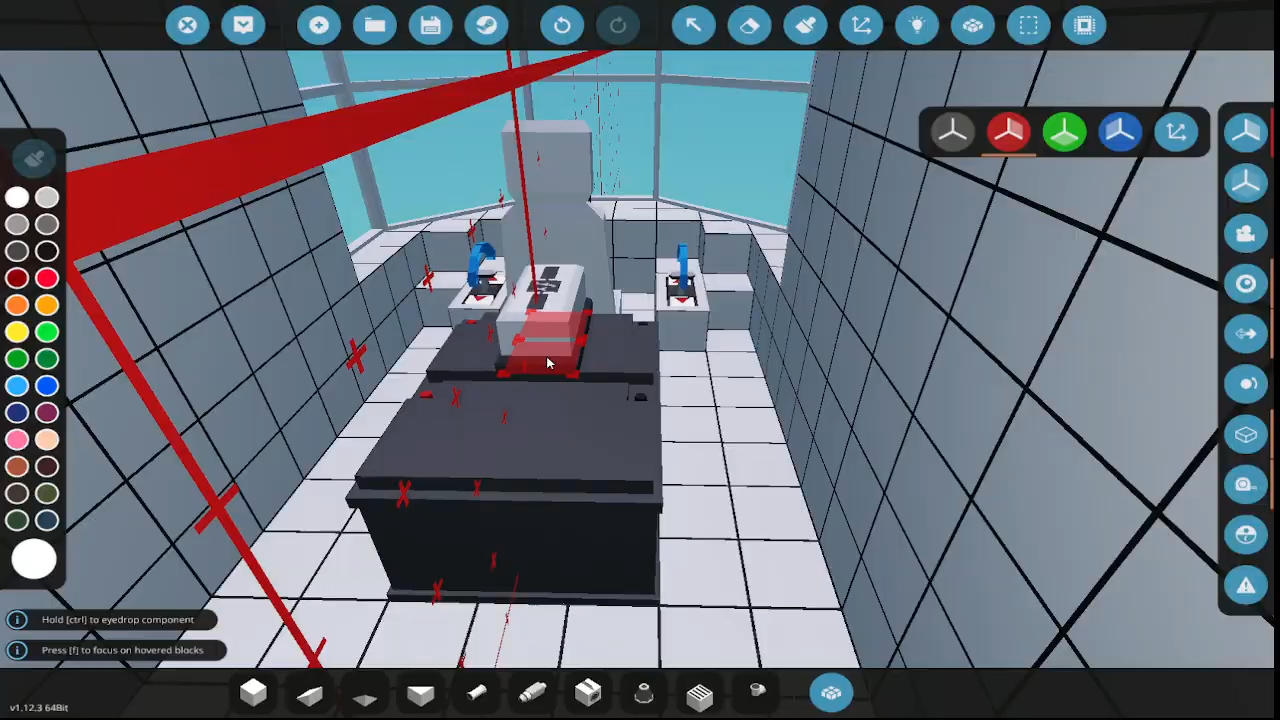 Hold [ctrl] to eyedrop component
Press [f] to focus on hovered blocks
v1.12.3 64Bit